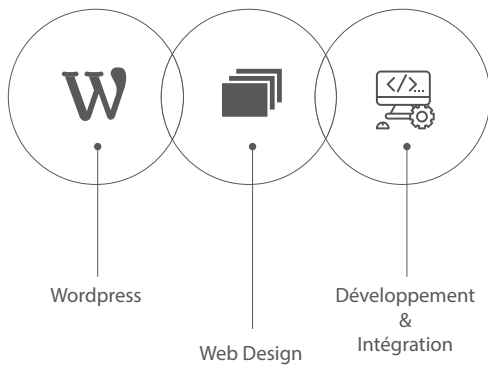 W
</>...
Wordpress
Web Design
Développement
&
Intégration